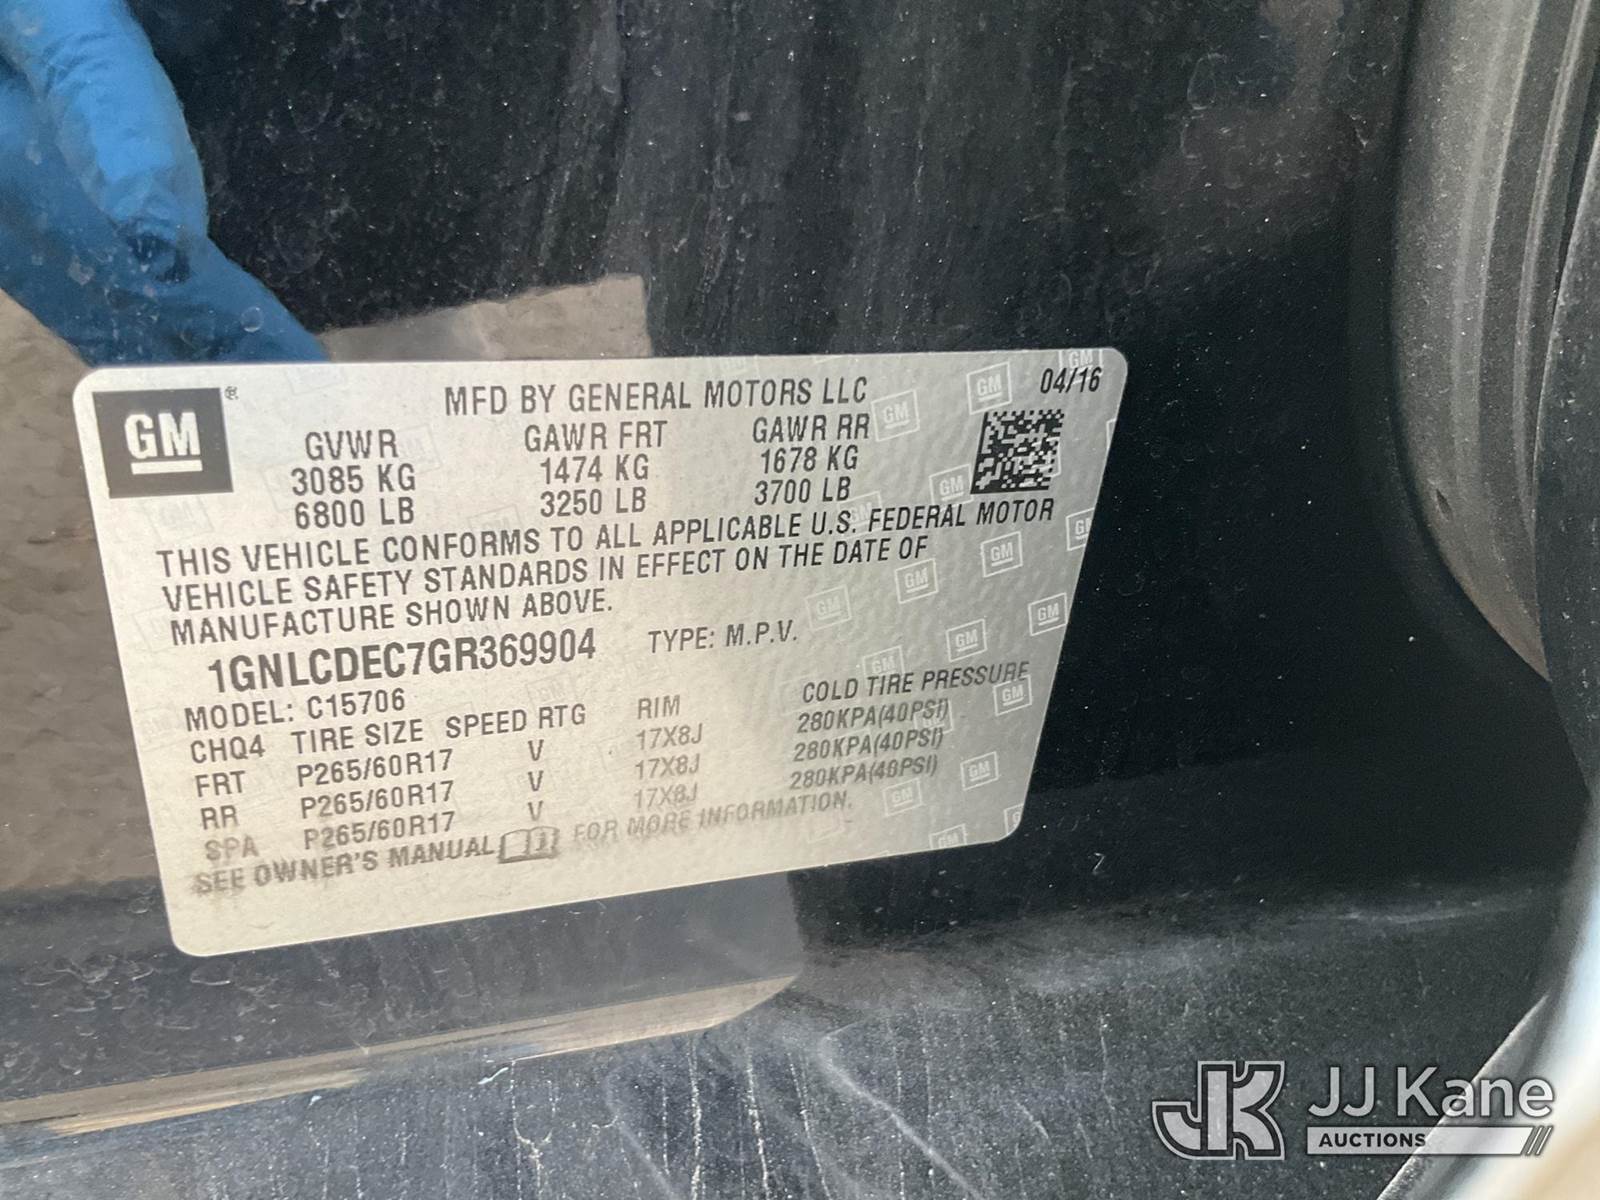 GM ®
MFD BY GENERAL MOTORS LLC 04/16
GVWR GAWR FRT GAWR RR
3085 KG 1474 KG 1678 KG
6800 LB 3250 LB 3700 LB
THIS VEHICLE CONFORMS TO ALL APPLICABLE U.S. FEDERAL MOTOR
VEHICLE SAFETY STANDARDS IN EFFECT ON THE DATE OF
MANUFACTURE SHOWN ABOVE.
1GNLCDEC7GR369904 TYPE: M.P.V.
MODEL: C15706
CHQ4 TIRE SIZE SPEED RTG RIM COLD TIRE PRESSURE
FRT P265/60R17 V 17X8J 280KPA(40PSI)
RR P265/60R17 V 17X8J 280KPA(40PSI)
SPA P265/60R17 V 17X8J 280KPA(40PSI)
SEE OWNER'S MANUAL FOR MORE INFORMATION.
JK JJ Kane
AUCTIONS